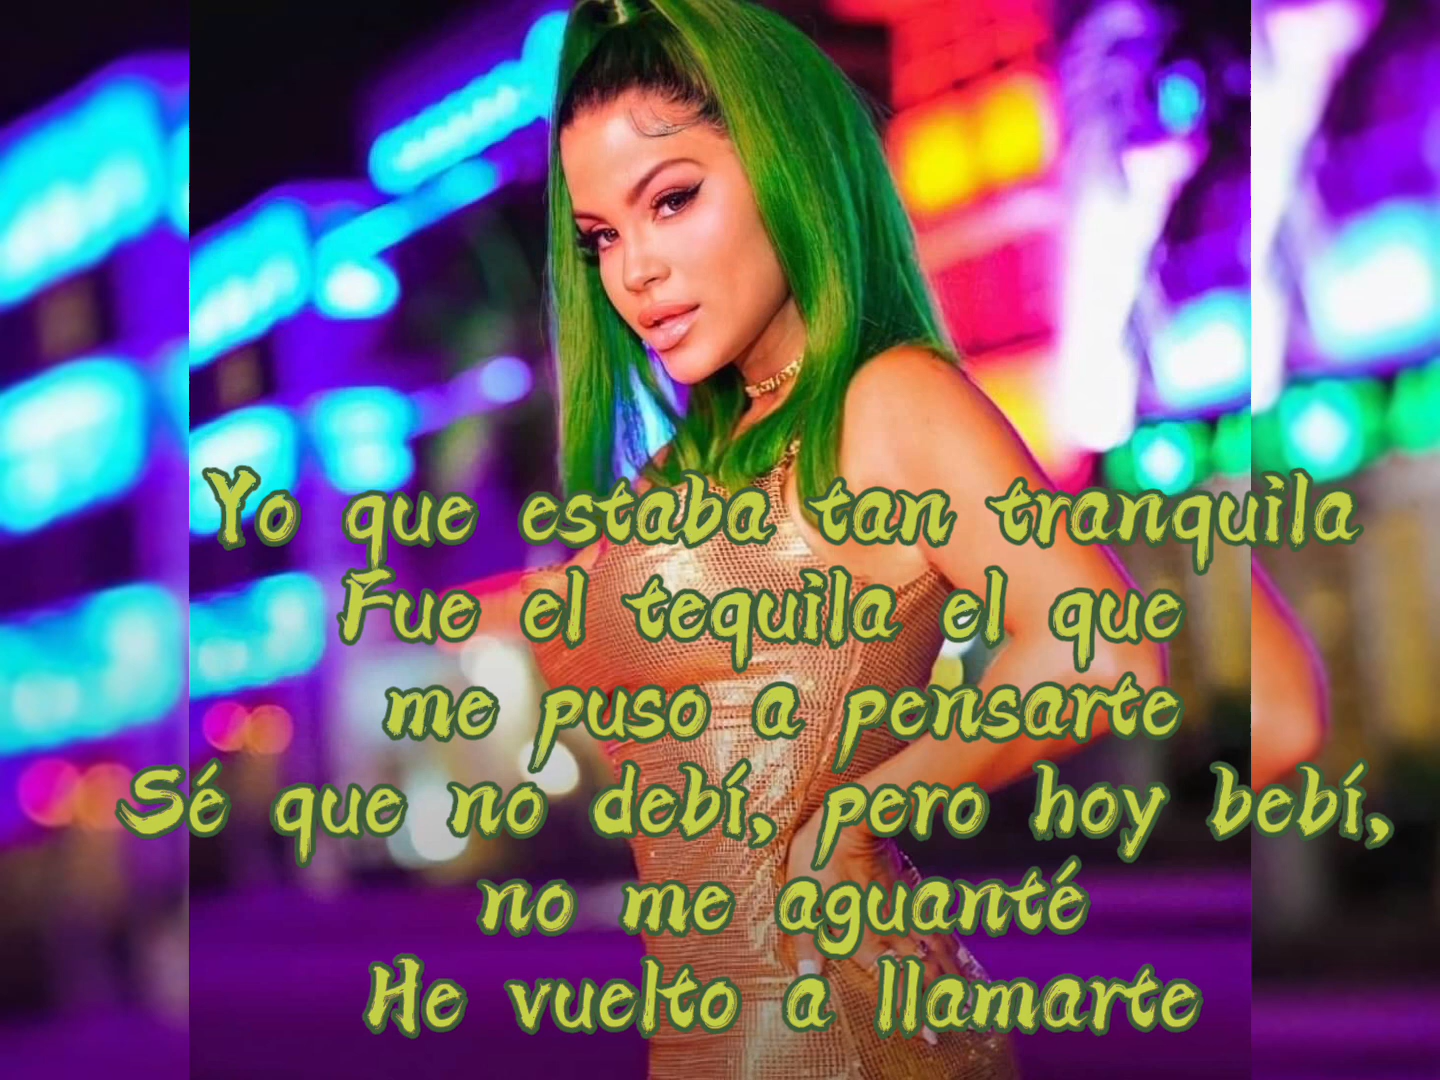 Yo que estaba tan tranquila
Fue el tequila el que
me puso a pensarte
Sé que no debí, pero hoy bebí,
no me aguanté
He vuelto a llamarte